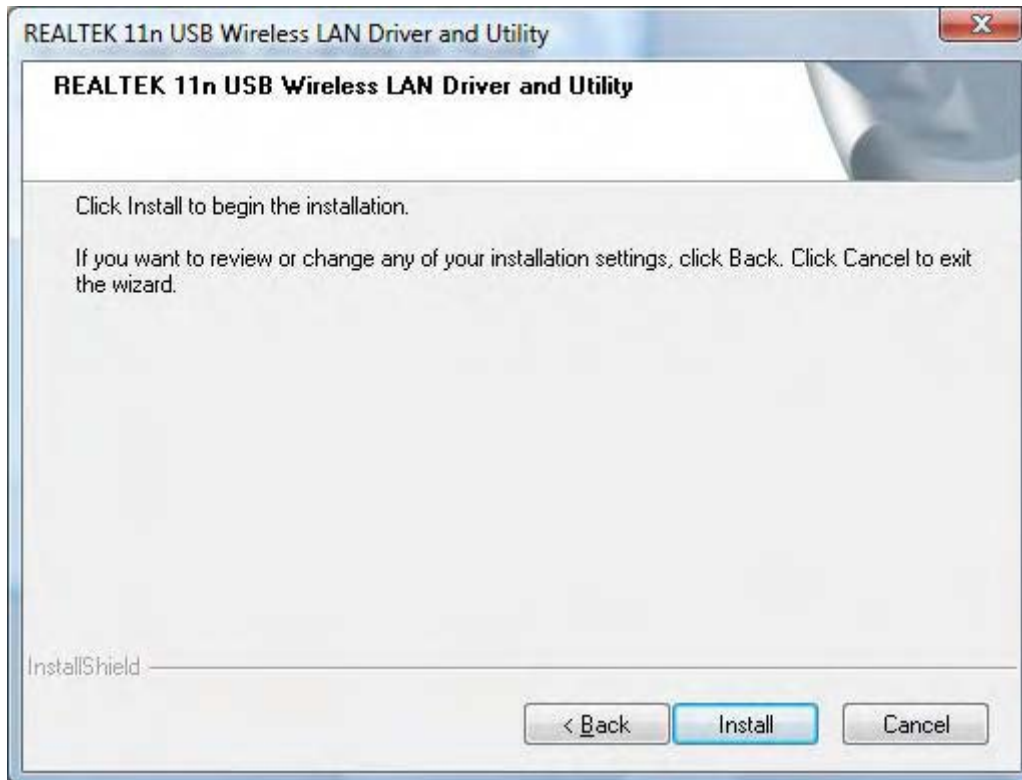 REALTEK 11n USB Wireless LAN Driver and Utility
X
REALTEK 11n USB Wireless LAN Driver and Utility
Click Install to begin the installation.
If you want to review or change any of your installation settings, click Back. Click Cancel to exit
the wizard.
InstallShield
< Back
Install
Cancel